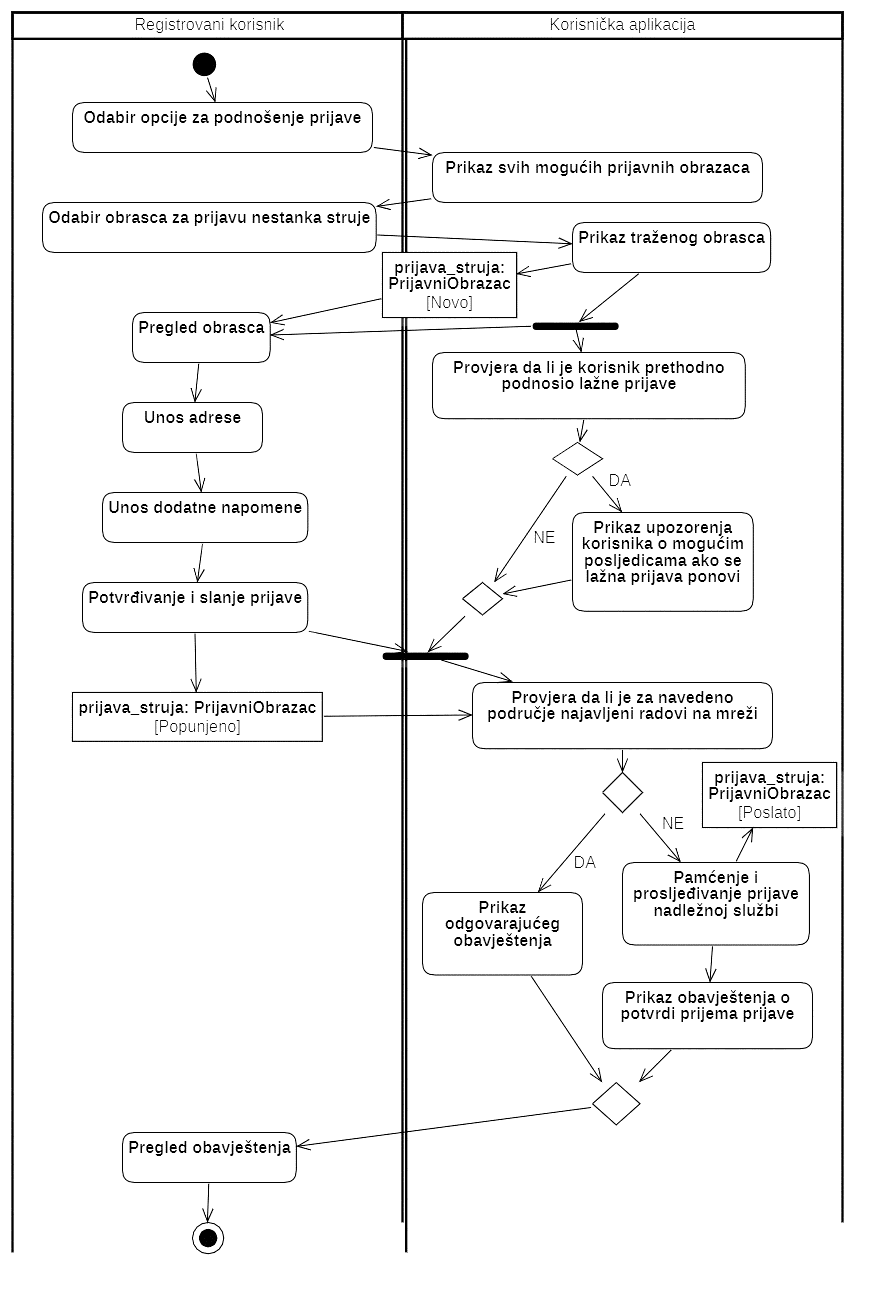 Registrovani korisnik
Korisnička aplikacija
Odabir opcije za podnošenje prijave
Prikaz svih mogućih prijavnih obrazaca
Odabir obrasca za prijavu nestanka struje
Prikaz traženog obrasca
prijava_struja:
PrijavniObrazac
[Novo]
Pregled obrasca
Provjera da li je korisnik prethodno
podnosio lažne prijave
Unos adrese
DA
NE
Prikaz upozorenja
korisnika o mogućim
posljedicama ako se
lažna prijava ponovi
Unos dodatne napomene
Potvrđivanje i slanje prijave
prijava_struja: PrijavniObrazac
[Popunjeno]
Provjera da li je za navedeno
područje najavljeni radovi na mreži
prijava_struja:
PrijavniObrazac
[Poslato]
NE
DA
Pamćenje i
prosljeđivanje prijave
nadležnoj službi
Prikaz
odgovarajućeg
obavještenja
Prikaz obavještenja o
potvrdi prijema prijave
Pregled obavještenja